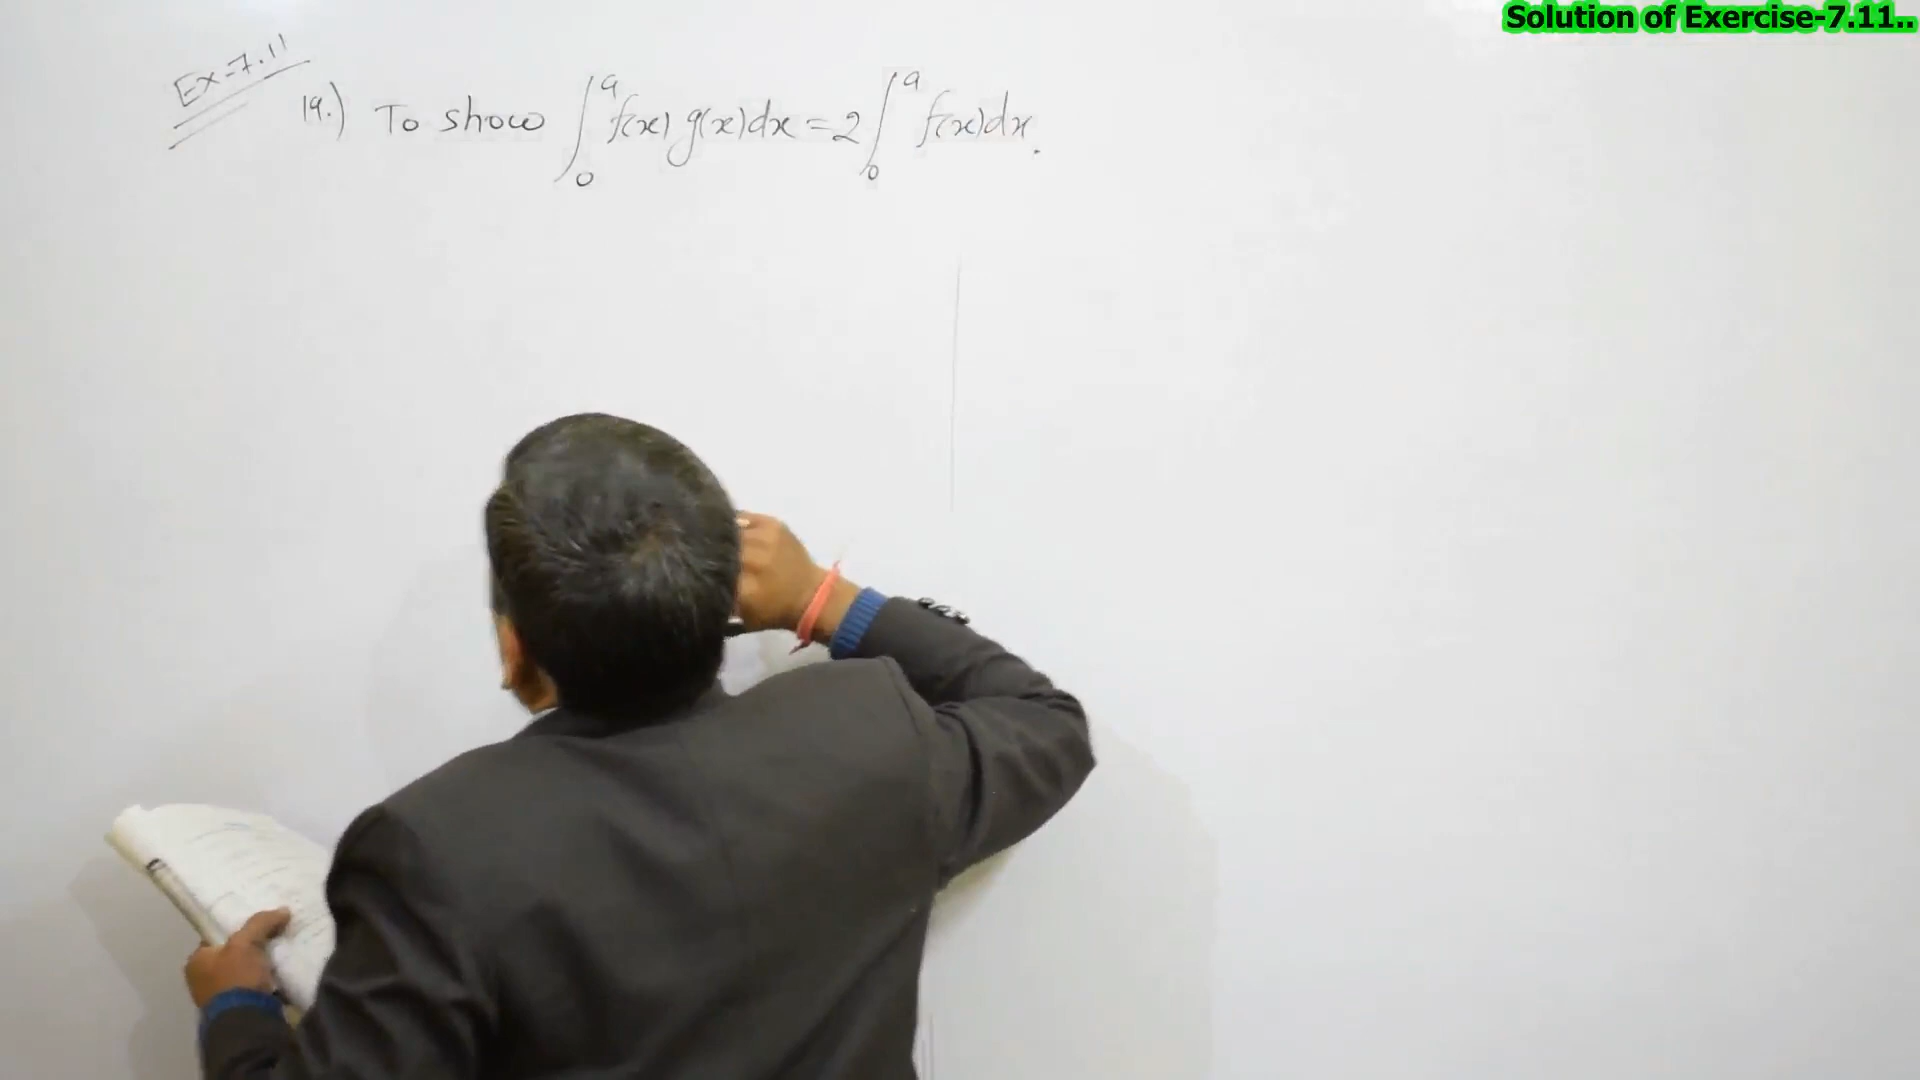 Solution of Exercise-7.11..
Ex-7.11
19.) To show ∫₀ᵃ f(x) g(x) dx = 2 ∫₀ᵃ f(x) dx.